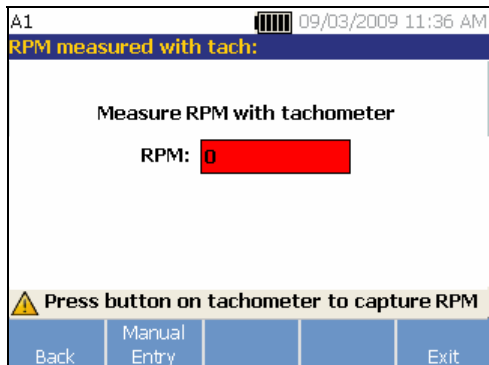 A1 09/03/2009 11:36 AM
RPM measured with tach:
Measure RPM with tachometer
RPM: 0
Press button on tachometer to capture RPM
Manual
Back Entry Exit